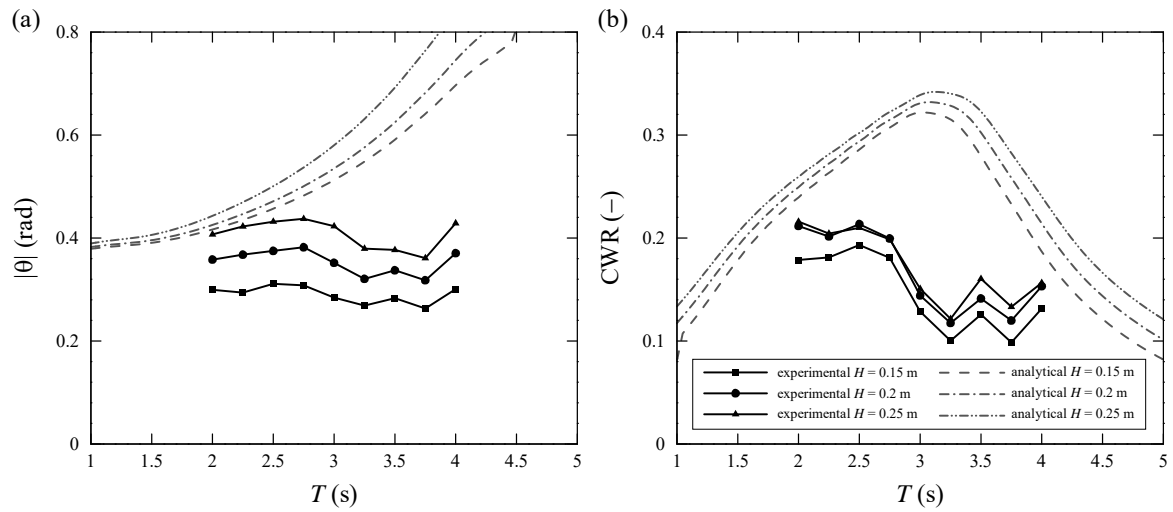 (a)
0.8
0.6
0.4
0.2
0
|θ| (rad)
1 1.5 2 2.5 3 3.5 4 4.5 5
T (s)
(b)
0.4
0.3
0.2
0.1
0.0
CWR (−)
experimental H = 0.15 m
experimental H = 0.2 m
experimental H = 0.25 m
analytical H = 0.15 m
analytical H = 0.2 m
analytical H = 0.25 m
1 1.5 2 2.5 3 3.5 4 4.5 5
T (s)